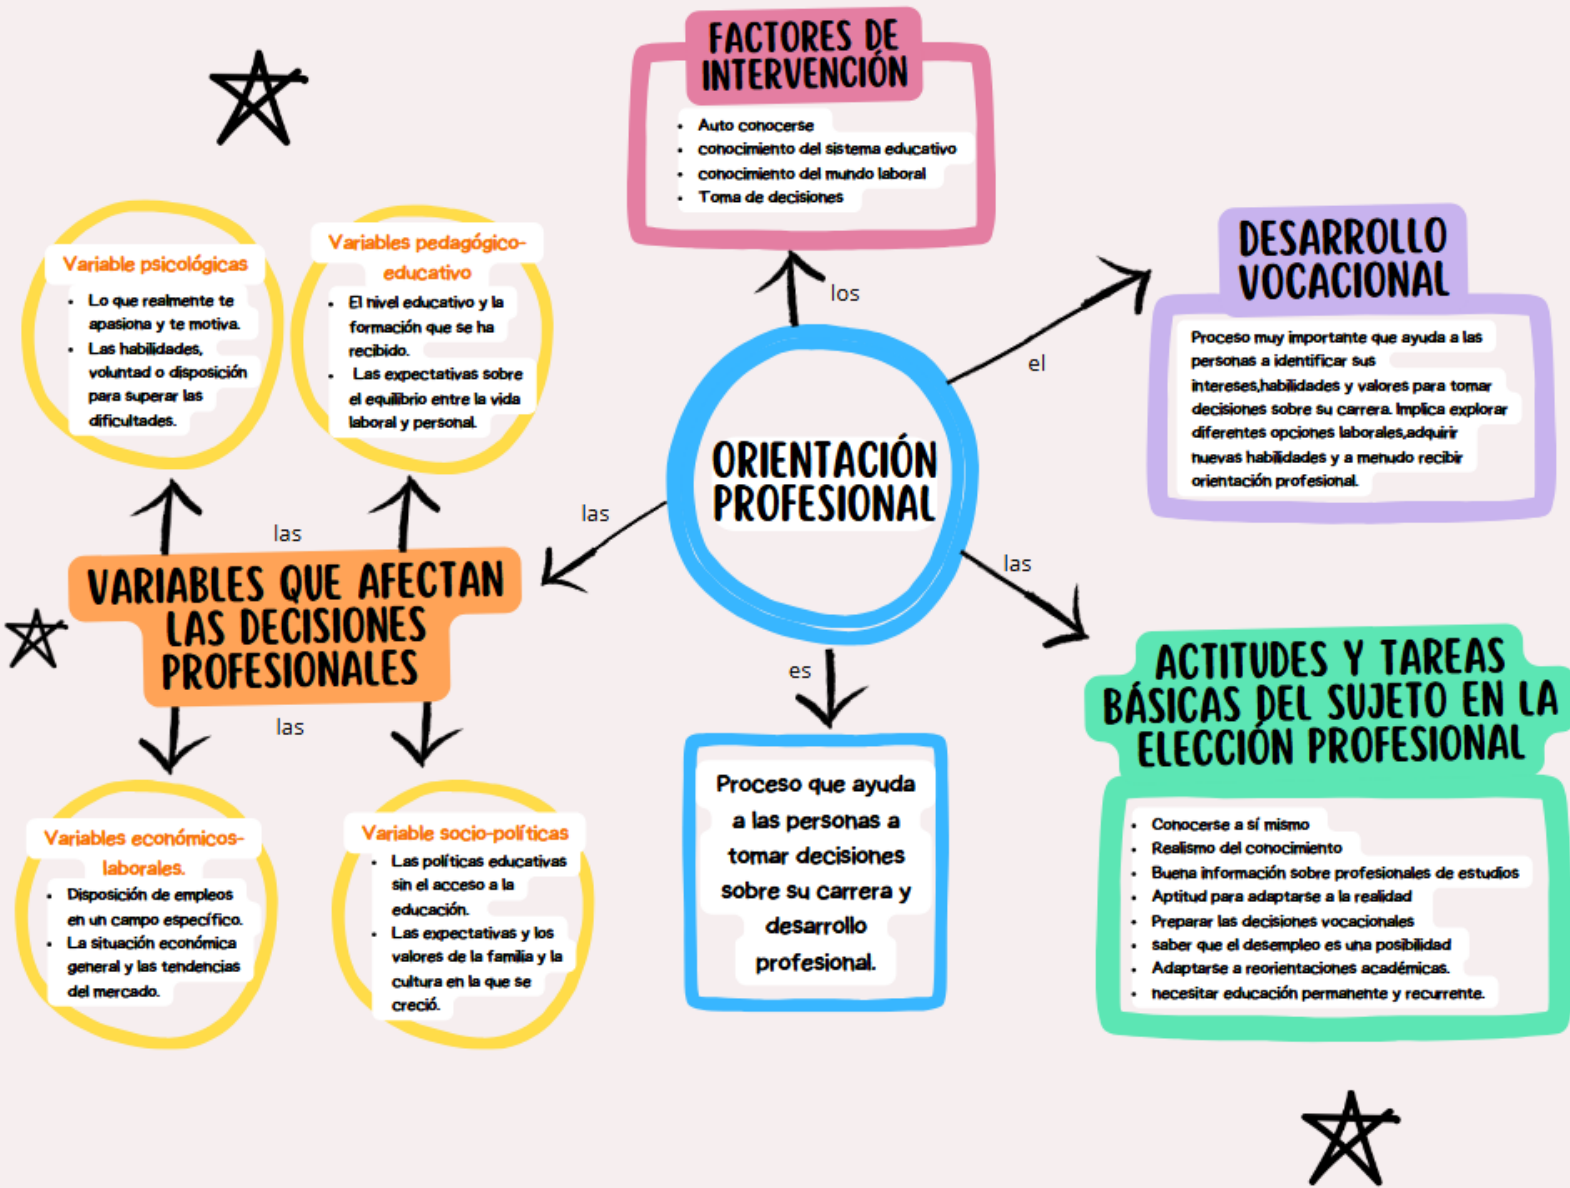 FACTORES DE
INTERVENCIÓN
• Auto conocerse
• conocimiento del sistema educativo
• conocimiento del mundo laboral
• Toma de decisiones
los
DESARROLLO
VOCACIONAL
Proceso muy importante que ayuda a las
personas a identificar sus
intereses,habilidades y valores para tomar
decisiones sobre su carrera. Implica explorar
diferentes opciones laborales,adquirir
nuevas habilidades y a menudo recibir
orientación profesional.
el
Variable psicológicas
• Lo que realmente te
apasiona y te motiva.
• Las habilidades,
voluntad o disposición
para superar las
dificultades.
Variables pedagógico-
educativo
• El nivel educativo y la
formación que se ha
recibido.
• Las expectativas sobre
el equilibrio entre la vida
laboral y personal.
ORIENTACIÓN
PROFESIONAL
las
las
las
VARIABLES QUE AFECTAN
LAS DECISIONES
PROFESIONALES
las
es
ACTITUDES Y TAREAS
BÁSICAS DEL SUJETO EN LA
ELECCIÓN PROFESIONAL
• Conocerse a sí mismo
• Realismo del conocimiento
• Buena información sobre profesionales de estudios
• Aptitud para adaptarse a la realidad
• Preparar las decisiones vocacionales
• saber que el desempleo es una posibilidad
• Adaptarse a reorientaciones académicas.
• necesitar educación permanente y recurrente.
Proceso que ayuda
a las personas a
tomar decisiones
sobre su carrera y
desarrollo
profesional.
Variables económicos-
laborales.
• Disposición de empleos
en un campo específico.
• La situación económica
general y las tendencias
del mercado.
Variable socio-políticas
• Las políticas educativas
sin el acceso a la
educación.
• Las expectativas y los
valores de la familia y la
cultura en la que se
creció.